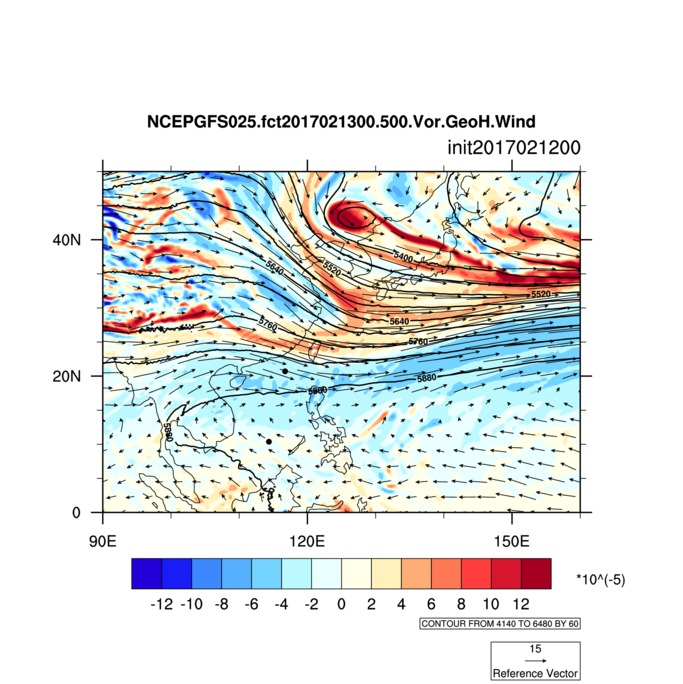 NCEPGFS025.fct2017021300.500.Vor.GeoH.Wind
init2017021200
40N
20N
0
90E 120E 150E
5400
5640
5520
5520
5760
5640
5760
5880
5880
-12 -10 -8 -6 -4 -2 0 2 4 6 8 10 12
*10^(-5)
CONTOUR FROM 4140 TO 6480 BY 60
15
Reference Vector